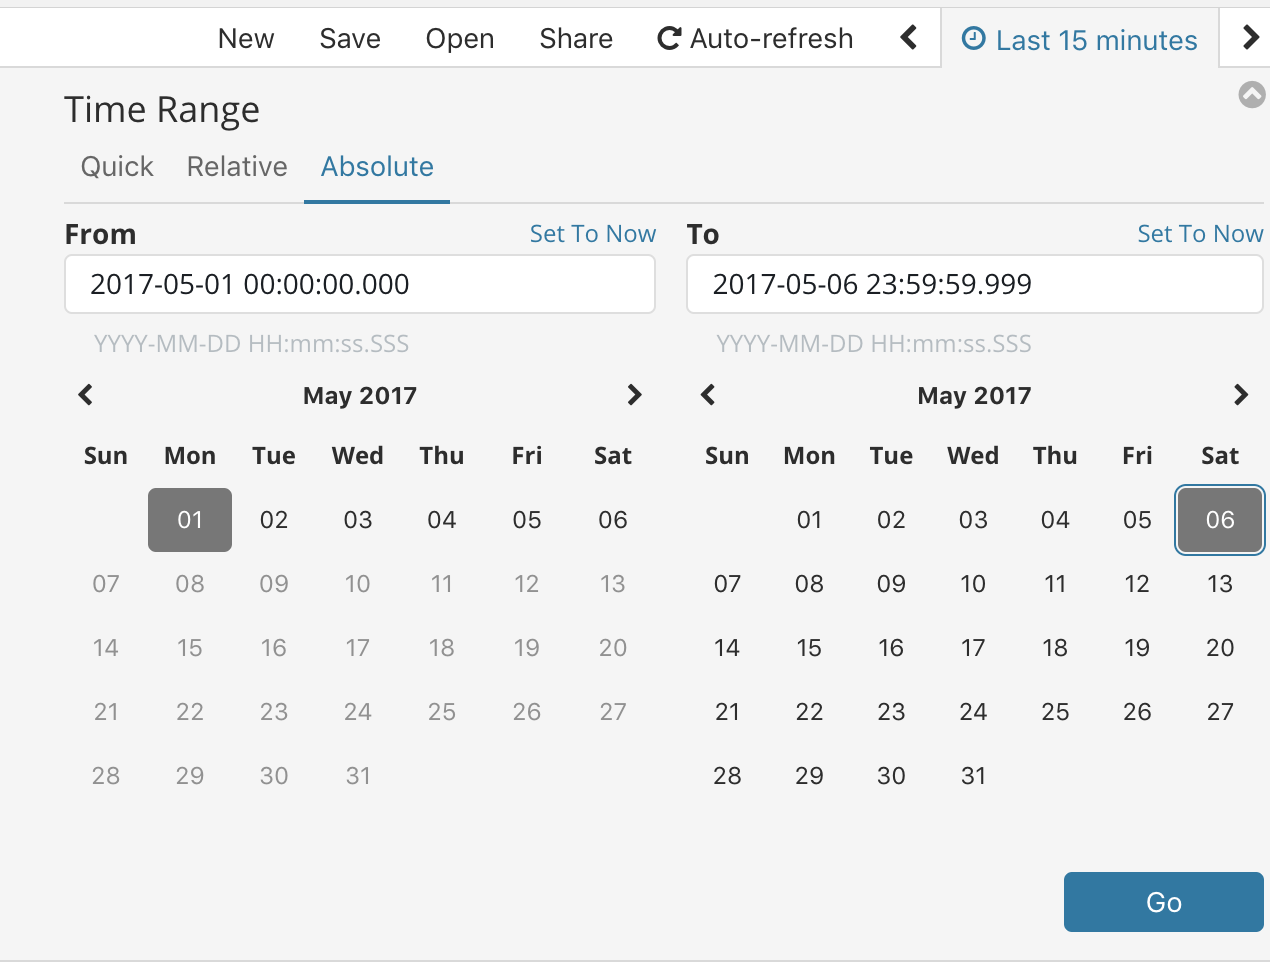 New Save Open Share Auto-refresh Last 15 minutes
Time Range
Quick Relative Absolute
From Set To Now To Set To Now
2017-05-01 00:00:00.000 2017-05-06 23:59:59.999
YYYY-MM-DD HH:mm:ss.SSS YYYY-MM-DD HH:mm:ss.SSS
May 2017 May 2017
Sun Mon Tue Wed Thu Fri Sat Sun Mon Tue Wed Thu Fri Sat
01 02 03 04 05 06 01 02 03 04 05 06
07 08 09 10 11 12 13 07 08 09 10 11 12 13
14 15 16 17 18 19 20 14 15 16 17 18 19 20
21 22 23 24 25 26 27 21 22 23 24 25 26 27
28 29 30 31 28 29 30 31
Go